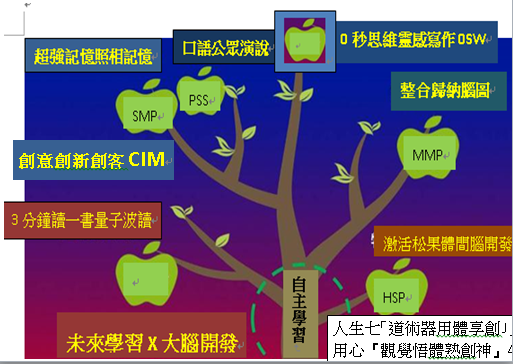 超強記憶照相記憶
口語公眾演說
0 秒思維靈感寫作 0SW
整合歸納腦圖
PSS
SMP
MMP
創意創新創客 CIM
3 分鐘讀一書量子波讀
激活松果體間腦開發
自主學習
HSP
未來學習 X 大腦開發
人生七｢道術器用體享創｣
用心『觀覺悟體熟創神』